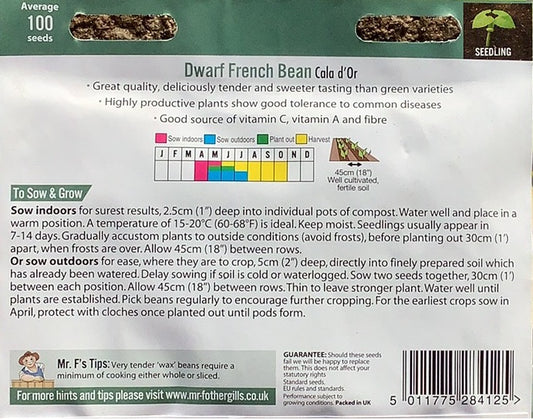 Average
100
seeds
SEEDLING
Dwarf French Bean Cala d'Or
· Great quality, deliciously tender and sweeter tasting than green varieties
· Highly productive plants show good tolerance to common diseases
· Good source of vitamin C, vitamin A and fibre
Sow indoors Sow outdoors Plant out Harvest
J F M A M J J A S O N D
45cm (18")
Well cultivated,
fertile soil
To Sow & Grow
Sow indoors for surest results, 2.5cm (1") deep into individual pots of compost. Water well and place in a
warm position. A temperature of 15-20°C (60-68°F) is ideal. Keep moist. Seedlings usually appear in
7-14 days. Gradually accustom plants to outside conditions (avoid frosts), before planting out 30cm (1')
apart, when frosts are over. Allow 45cm (18") between rows.
Or sow outdoors for ease, where they are to crop, 5cm (2") deep, directly into finely prepared soil which
has already been watered. Delay sowing if soil is cold or waterlogged. Sow two seeds together, 30cm (1')
between each position. Allow 45cm (18") between rows. Thin to leave stronger plant. Water well until
plants are established. Pick beans regularly to encourage further cropping. For the earliest crops sow in
April, protect with cloches once planted out until pods form.
Mr. F's Tips: Very tender 'wax' beans require a
minimum of cooking either whole or sliced.
For more hints and tips please visit www.mr-fothergills.co.uk
GUARANTEE: Should these seeds
fail we will be happy to replace
them. This does not affect your
statutory rights
Standard seeds.
EU rules and standards.
Performance subject to
growing conditions. Packed in UK
5 011775 284125 >